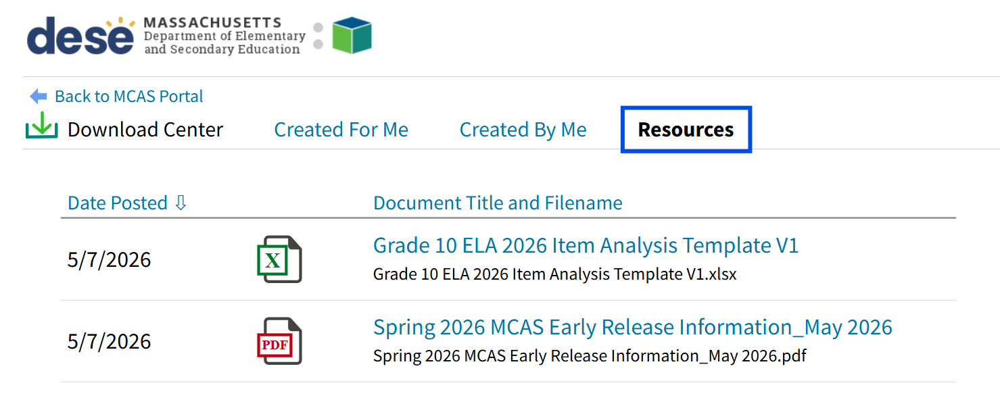 dese MASSACHUSETTS
Department of Elementary
and Secondary Education
Back to MCAS Portal
Download Center Created For Me Created By Me Resources
Date Posted ⇩ Document Title and Filename
5/7/2026 X Grade 10 ELA 2026 Item Analysis Template V1
Grade 10 ELA 2026 Item Analysis Template V1.xlsx
5/7/2026 PDF Spring 2026 MCAS Early Release Information_May 2026
Spring 2026 MCAS Early Release Information_May 2026.pdf